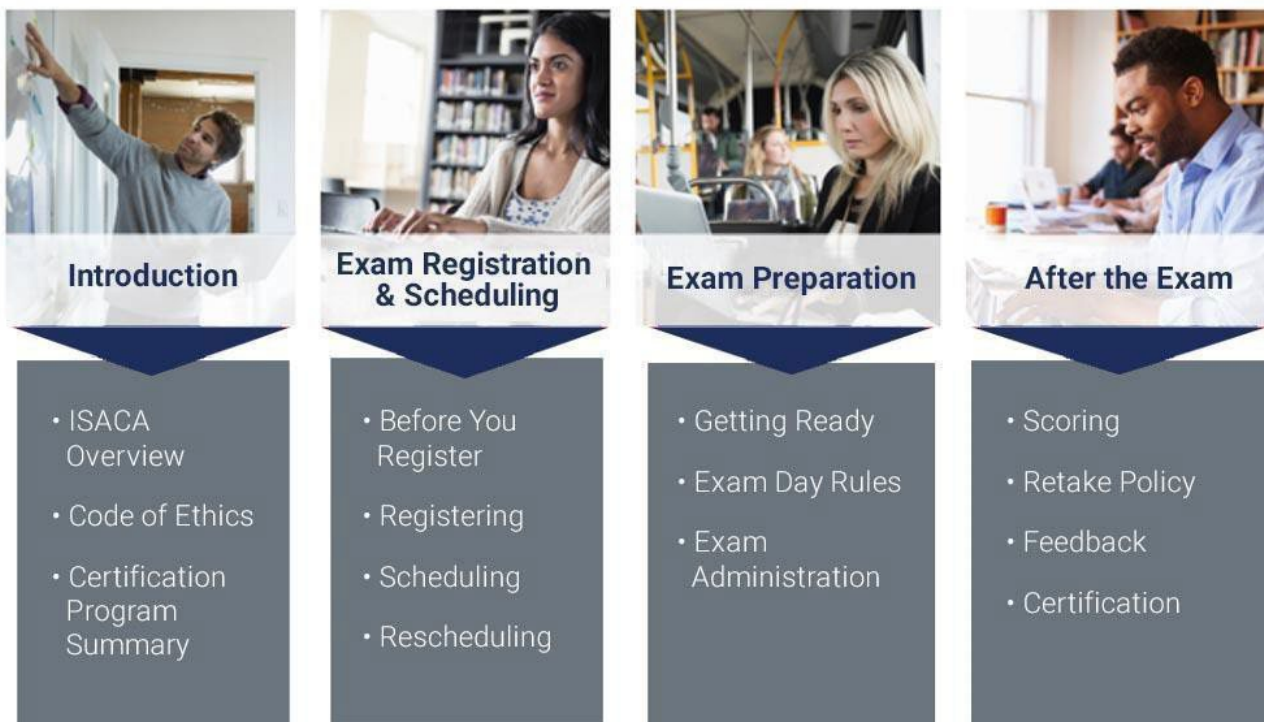 Introduction
• ISACA
Overview
• Code of Ethics
• Certification
Program
Summary
Exam Registration
& Scheduling
• Before You
Register
• Registering
• Scheduling
• Rescheduling
Exam Preparation
• Getting Ready
• Exam Day Rules
• Exam
Administration
After the Exam
• Scoring
• Retake Policy
• Feedback
• Certification